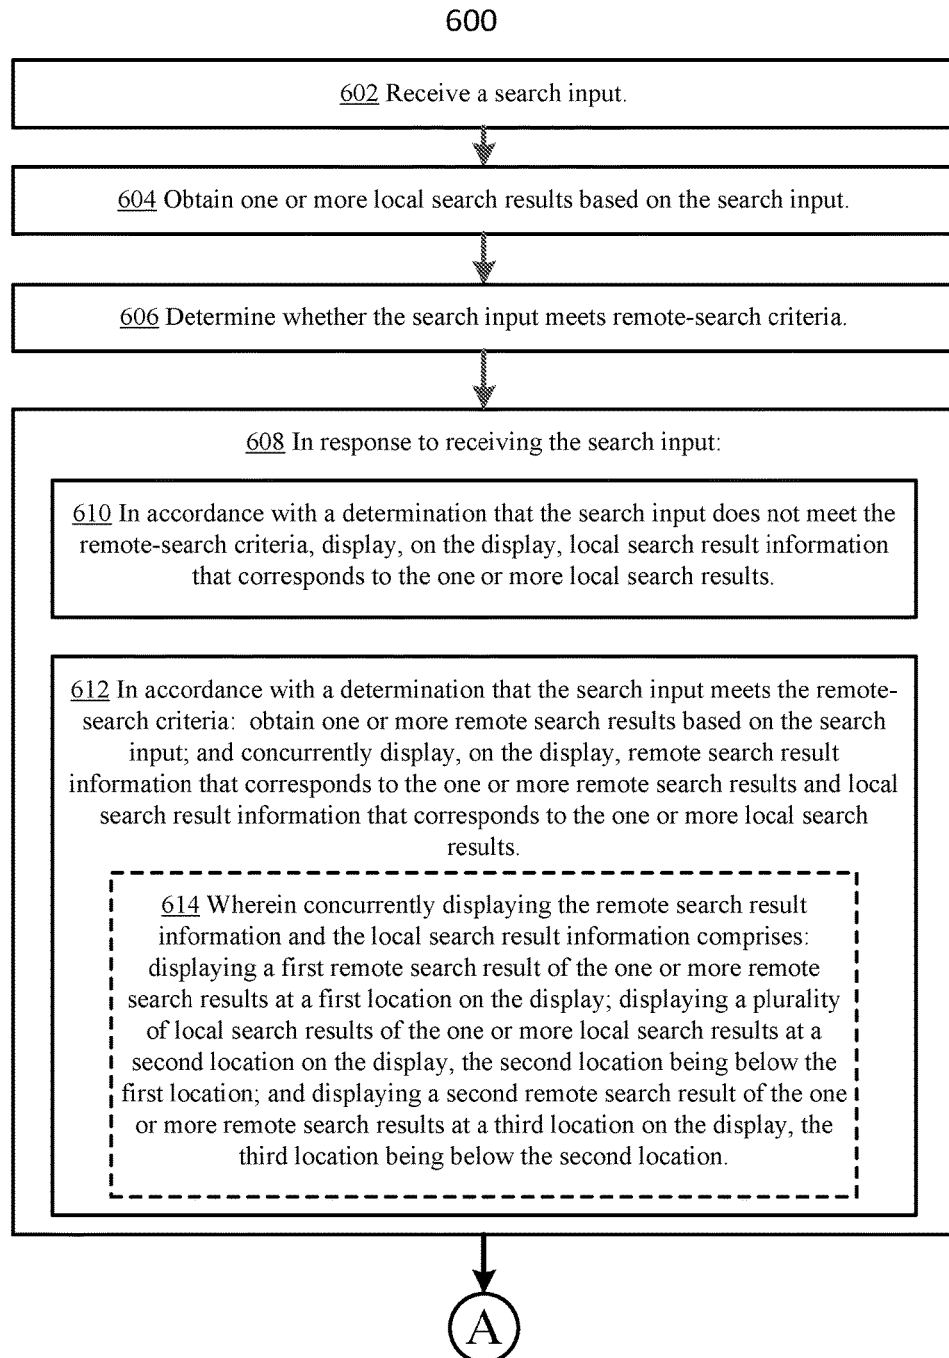 600
602 Receive a search input.
604 Obtain one or more local search results based on the search input.
606 Determine whether the search input meets remote-search criteria.
608 In response to receiving the search input:
610 In accordance with a determination that the search input does not meet the
remote-search criteria, display, on the display, local search result information
that corresponds to the one or more local search results.
612 In accordance with a determination that the search input meets the remote-
search criteria:  obtain one or more remote search results based on the search
input; and concurrently display, on the display, remote search result
information that corresponds to the one or more remote search results and local
search result information that corresponds to the one or more local search
results.
614 Wherein concurrently displaying the remote search result
information and the local search result information comprises:
displaying a first remote search result of the one or more remote
search results at a first location on the display; displaying a plurality
of local search results of the one or more local search results at a
second location on the display, the second location being below the
first location; and displaying a second remote search result of the one
or more remote search results at a third location on the display, the
third location being below the second location.
A